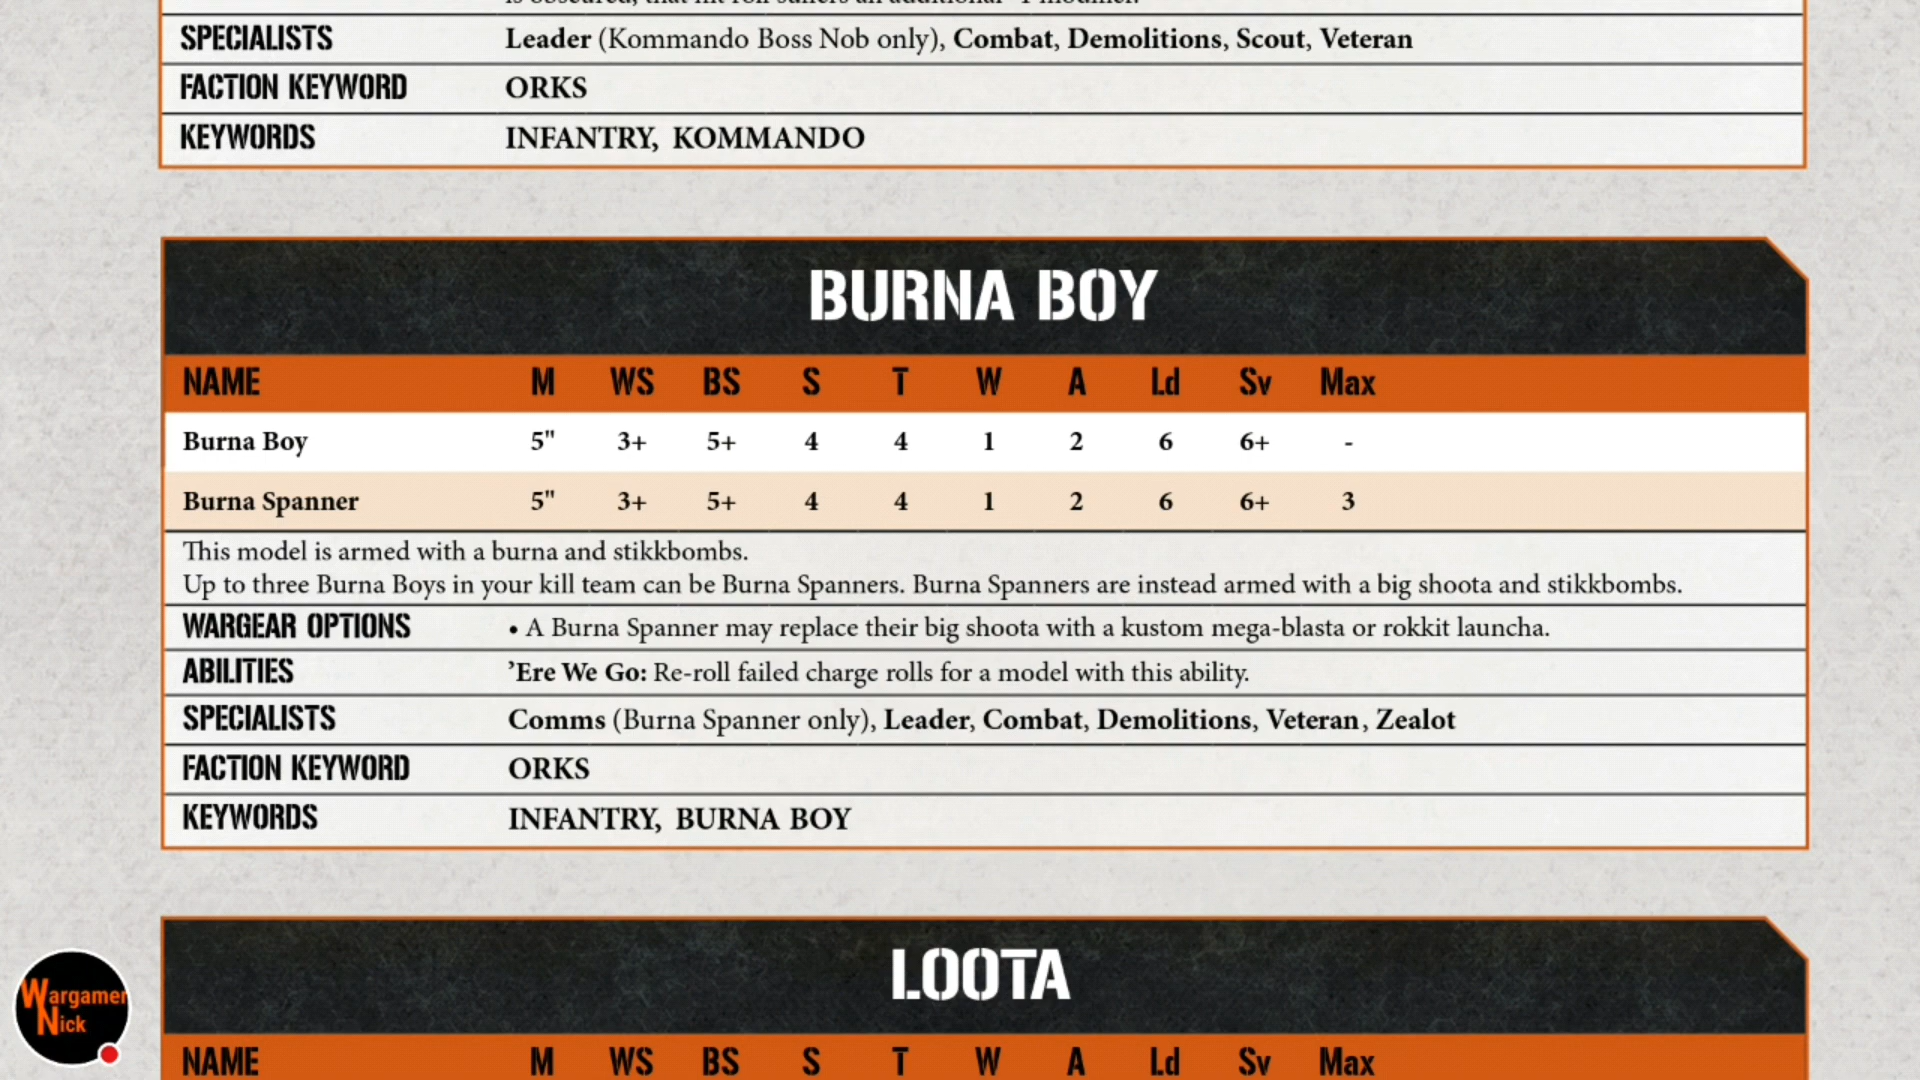 SPECIALISTS Leader (Kommando Boss Nob only), Combat, Demolitions, Scout, Veteran
FACTION KEYWORD ORKS
KEYWORDS INFANTRY, KOMMANDO
BURNA BOY
NAME M WS BS S T W A Ld Sv Max
Burna Boy 5" 3+ 5+ 4 4 1 2 6 6+ -
Burna Spanner 5" 3+ 5+ 4 4 1 2 6 6+ 3
This model is armed with a burna and stikkbombs.
Up to three Burna Boys in your kill team can be Burna Spanners. Burna Spanners are instead armed with a big shoota and stikkbombs.
WARGEAR OPTIONS • A Burna Spanner may replace their big shoota with a kustom mega-blasta or rokkit launcha.
ABILITIES ’Ere We Go: Re-roll failed charge rolls for a model with this ability.
SPECIALISTS Comms (Burna Spanner only), Leader, Combat, Demolitions, Veteran, Zealot
FACTION KEYWORD ORKS
KEYWORDS INFANTRY, BURNA BOY
LOOTA
NAME M WS BS S T W A Ld Sv Max
Wargamer
Nick